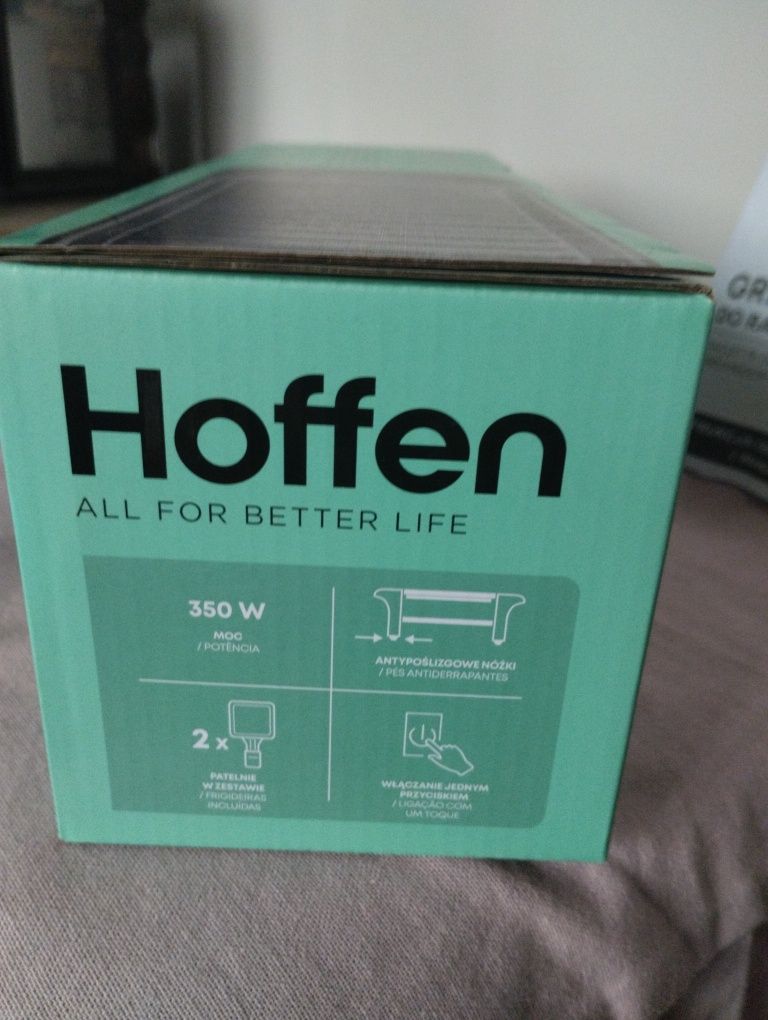 Hoffen
ALL FOR BETTER LIFE
350 W
MOC
/ POTÊNCIA
ANTYPOŚLIZGOWE NÓŻKI
/ PÉS ANTIDERRAPANTES
2 x
PATELNIE
W ZESTAWIE
/ FRIGIDEIRAS
INCLUÍDAS
WŁĄCZANIE JEDNYM
PRZYCISKIEM
/ LIGAÇÃO COM
UM TOQUE
DO